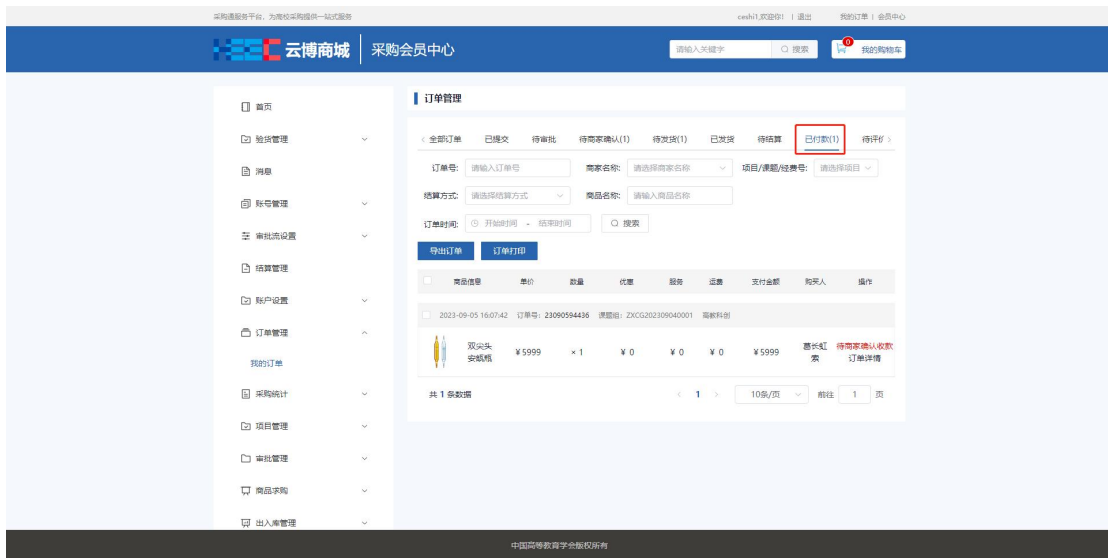 采购通服务平台，为高校采购提供一站式服务 ceshi1,欢迎你! | 退出 我的订单 | 会员中心
HEEC 云博商城 采购会员中心 请输入关键字 搜索 0 我的购物车
首页
验货管理
消息
账号管理
审批流设置
结算管理
账户设置
订单管理
我的订单
采购统计
项目管理
审批管理
商品求购
出入库管理
订单管理
全部订单 已提交 待审批 待商家确认(1) 待发货(1) 已发货 待结算 已付款(1) 待评价
订单号: 请输入订单号 商家名称: 请选择商家名称 项目/课题/经费号: 请选择项目
结算方式: 请选择结算方式 商品名称: 请输入商品名称
订单时间: 开始时间 - 结束时间 搜索
导出订单 订单打印
商品信息 单价 数量 优惠 服务 运费 支付金额 购买人 操作
2023-09-05 16:07:42 订单号: 23090594436 课题组: ZXCG202309040001 高教科创
双尖头安瓿瓶 ¥5999 ×1 ¥0 ¥0 ¥0 ¥5999 葛长虹索 待商家确认收款
订单详情
共 1 条数据 1 10条/页 前往 1 页
中国高等教育学会版权所有